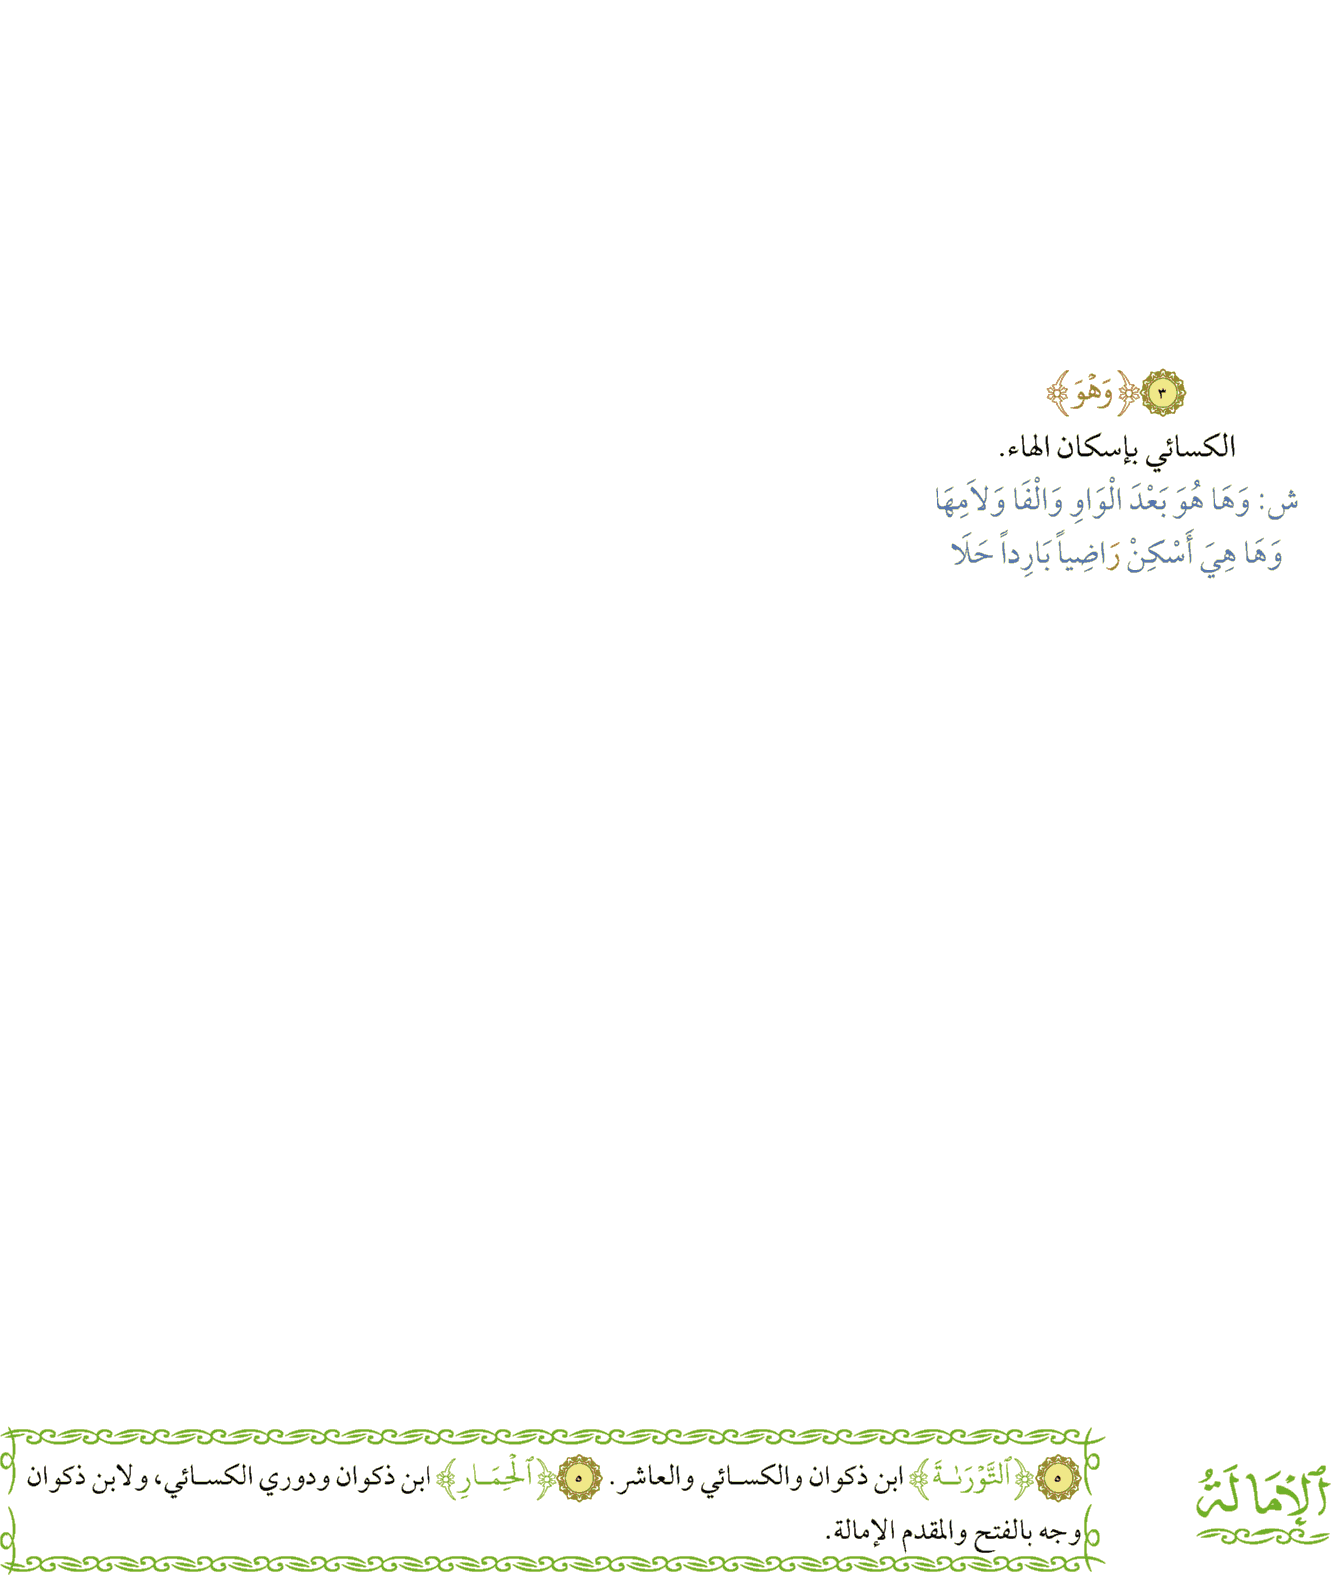 ٣ ﴿وَهْوَ﴾
الكسائي بإسكان الهاء.
ش: وَهَا هُوَ بَعْدَ الْوَاوِ وَالْفَا وَلاَمِهَا
وَهَا هِيَ أَسْكِنْ رَاضِياً بَارِداً حَلَا
ٱلْإِمَالَةُ
٥ ﴿ٱلتَّوْرَىٰةَ﴾ ابن ذكوان والكسائي والعاشر. ٥ ﴿ٱلْحِمَارِ﴾ ابن ذكوان ودوري الكسائي، ولابن ذكوان
وجه بالفتح والمقدم الإمالة.